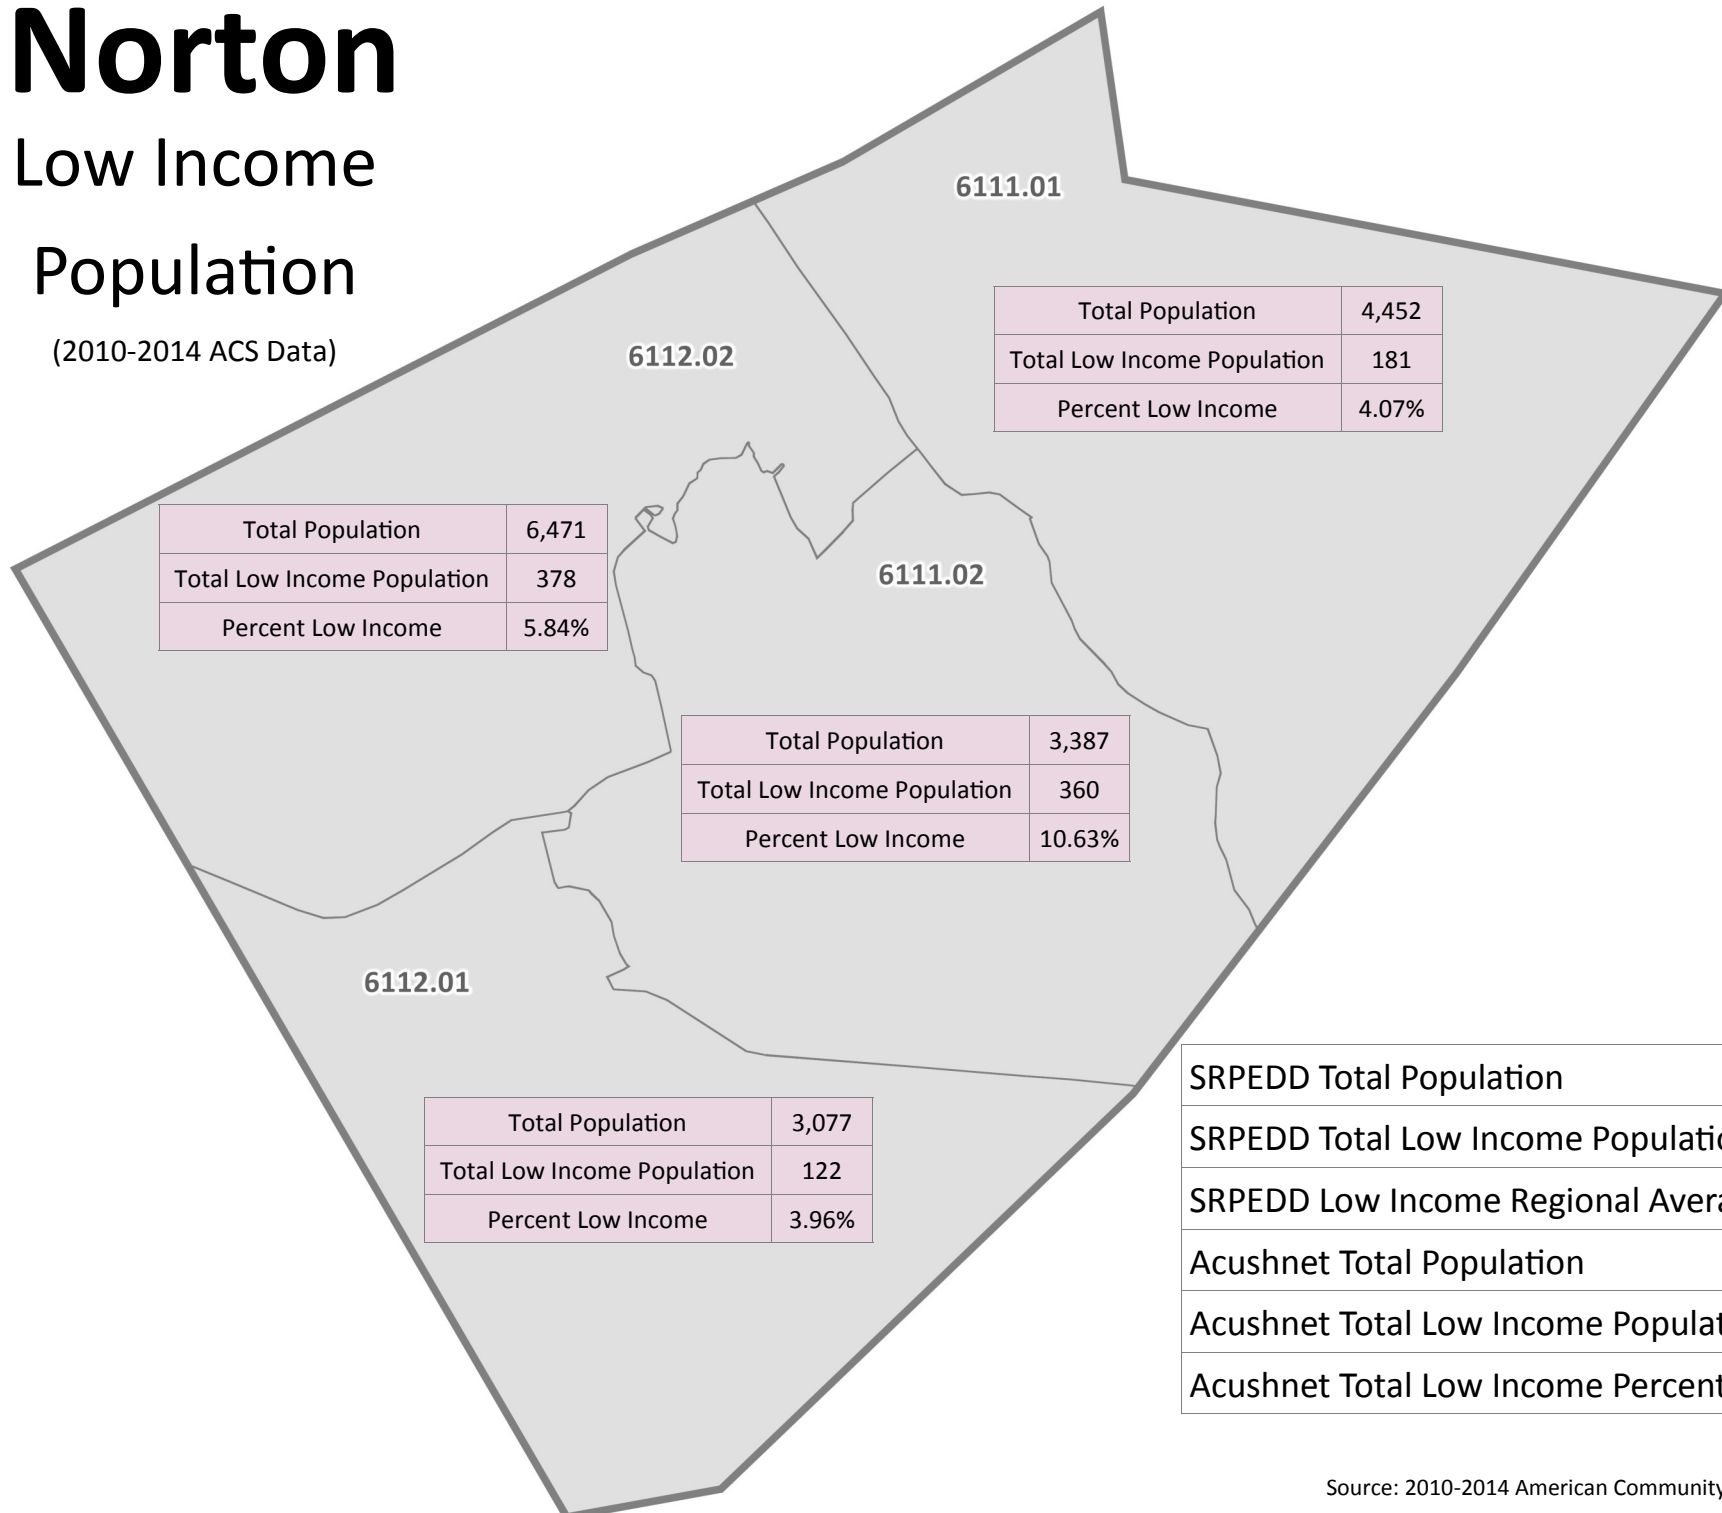 Norton
Low Income
Population
(2010-2014 ACS Data)
6111.01
Total Population 4,452
Total Low Income Population 181
Percent Low Income 4.07%
6112.02
Total Population 6,471
Total Low Income Population 378
Percent Low Income 5.84%
6111.02
Total Population 3,387
Total Low Income Population 360
Percent Low Income 10.63%
6112.01
Total Population 3,077
Total Low Income Population 122
Percent Low Income 3.96%
SRPEDD Total Population
SRPEDD Total Low Income
SRPEDD Low Income Regional
Acushnet Total Population
Acushnet Total Low Income
Acushnet Total Low Income Percent
Source: 2010-2014 American Community